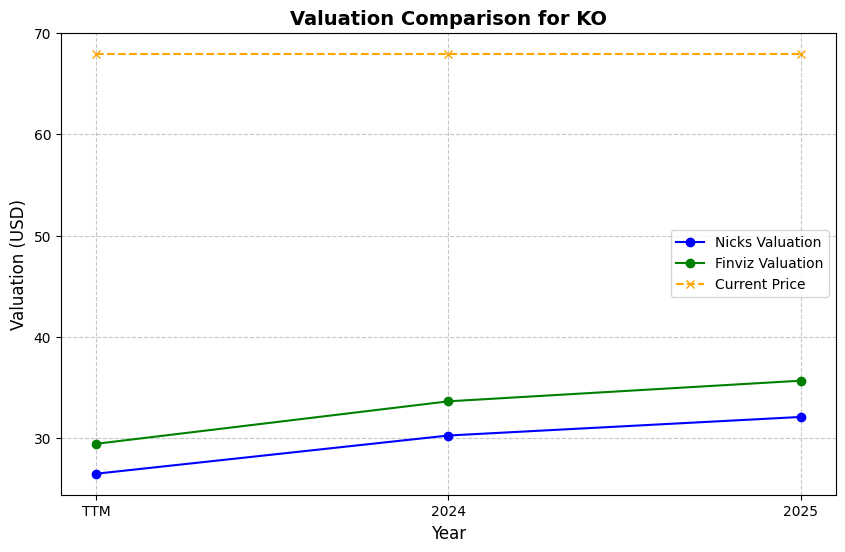 Valuation Comparison for KO
70
60
50
40
30
Valuation (USD)
Nicks Valuation
Finviz Valuation
Current Price
TTM
2024
2025
Year